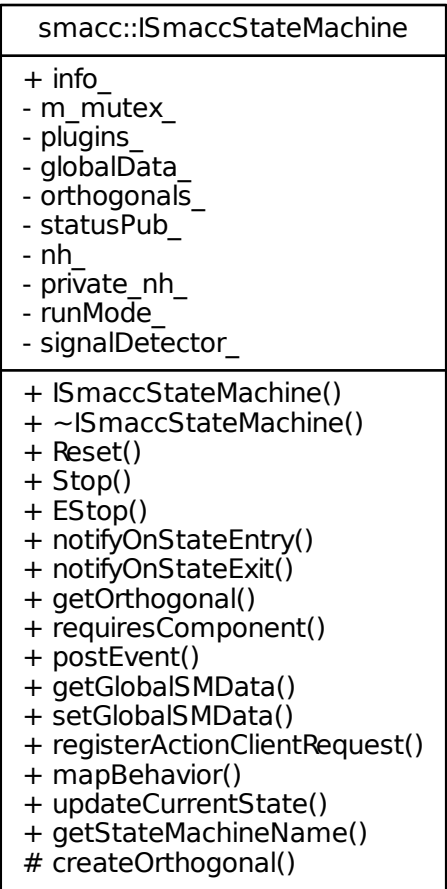 smacc::ISmaccStateMachine
+ info_
- m_mutex_
- plugins_
- globalData_
- orthogonals_
- statusPub_
- nh_
- private_nh_
- runMode_
- signalDetector_
+ ISmaccStateMachine()
+ ~ISmaccStateMachine()
+ Reset()
+ Stop()
+ EStop()
+ notifyOnStateEntry()
+ notifyOnStateExit()
+ getOrthogonal()
+ requiresComponent()
+ postEvent()
+ getGlobalSMData()
+ setGlobalSMData()
+ registerActionClientRequest()
+ mapBehavior()
+ updateCurrentState()
+ getStateMachineName()
# createOrthogonal()